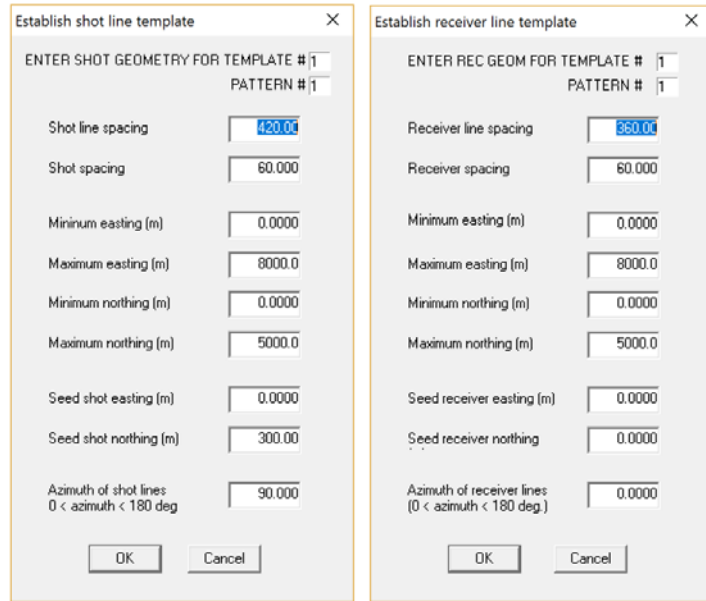 Establish shot line template
ENTER SHOT GEOMETRY FOR TEMPLATE # 1
PATTERN # 1
Shot line spacing 420.00
Shot spacing 60.000
Mininum easting (m) 0.0000
Maximum easting (m) 8000.0
Minimum northing (m) 0.0000
Maximum northing (m) 5000.0
Seed shot easting (m) 0.0000
Seed shot northing (m) 300.00
Azimuth of shot lines
0 < azimuth < 180 deg 90.000
OK Cancel
Establish receiver line template
ENTER REC GEOM FOR TEMPLATE # 1
PATTERN # 1
Receiver line spacing 360.00
Receiver spacing 60.000
Minimum easting (m) 0.0000
Maximum easting (m) 8000.0
Minimum northing (m) 0.0000
Maximum northing (m) 5000.0
Seed receiver easting (m) 0.0000
Seed receiver northing 0.0000
Azimuth of receiver lines 0.0000
(0 < azimuth < 180 deg.)
OK Cancel